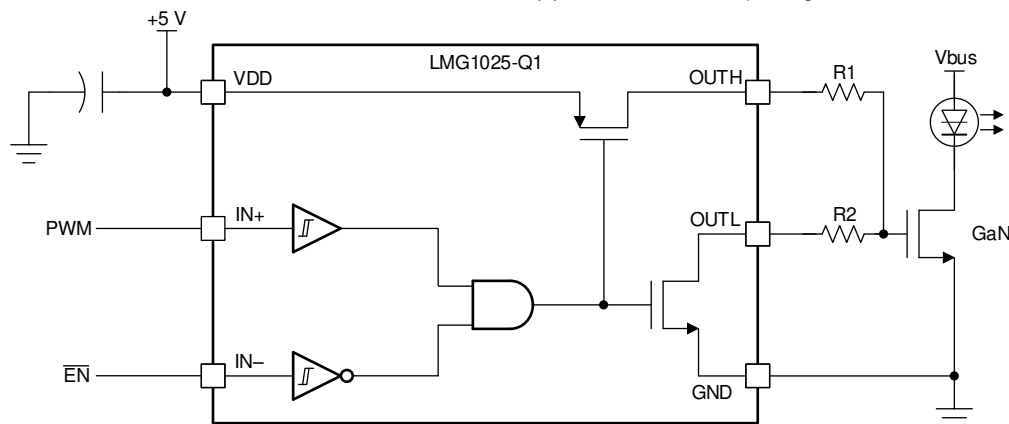 +5 V
LMG1025-Q1
VDD
OUTH
R1
Vbus
PWM
IN+
OUTL
R2
GaN
EN
IN–
GND